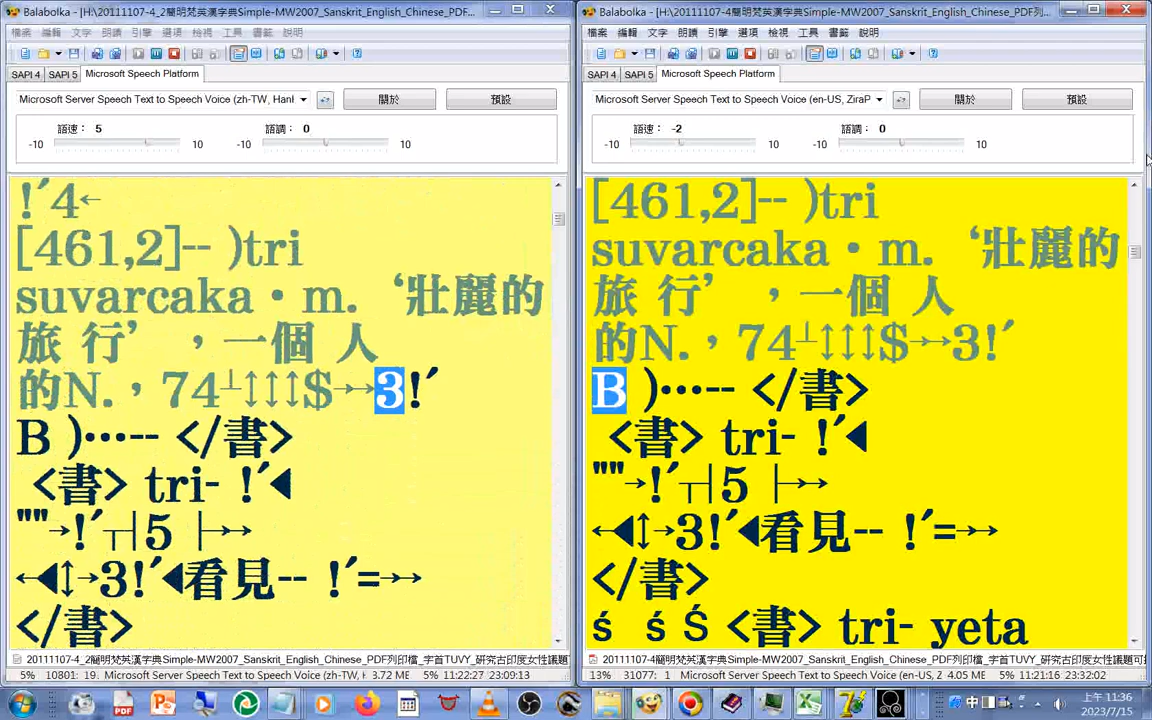 Balabolka - [H:\20111107-4_2簡明梵英漢字典Simple-MW2007_Sanskrit_English_Chinese_PDF...
檔案 編輯 文字 朗讀 引擎 選項 檢視 工具 書籤 說明
SAPI 4 SAPI 5 Microsoft Speech Platform
Microsoft Server Speech Text to Speech Voice (zh-TW, Hanl
關於 預設
語速： 5 語調： 0
-10 10 -10 10
!ˊ4←
[461,2]-- )tri
suvarcaka‧m.‘壯麗的
旅 行’ ，一個 人
的N.，74┴↕↕↕$→→3!ˊ
B )…-- </書>
<書> tri- !ˊ◀
""→!ˊ┬┤5├→→
←◀↕→3!ˊ◀看見-- !ˊ=→→
</書>
20111107-4_2簡明梵英漢字典Simple-MW2007_Sanskrit_English_Chinese_PDF列印檔_字首TUVY_研究古印度女性議題
5% 10801: 19. Microsoft Server Speech Text to Speech Voice (zh-TW, H 3.72 ME 5% 11:22:27 23:09:13
Balabolka - [H:\20111107-4簡明梵英漢字典Simple-MW2007_Sanskrit_English_Chinese_PDF列...
檔案 編輯 文字 朗讀 引擎 選項 檢視 工具 書籤 說明
SAPI 4 SAPI 5 Microsoft Speech Platform
Microsoft Server Speech Text to Speech Voice (en-US, ZiraP
關於 預設
語速： -2 語調： 0
-10 10 -10 10
[461,2]-- )tri
suvarcaka‧m.‘壯麗的
旅 行’ ，一個 人
的N.，74┴↕↕↕$→→3!ˊ
B )…-- </書>
<書> tri- !ˊ◀
""→!ˊ┬┤5├→→
←◀↕→3!ˊ◀看見-- !ˊ=→→
</書>
ś ś Ś <書> tri- yeta
20111107-4簡明梵英漢字典Simple-MW2007_Sanskrit_English_Chinese_PDF列印檔_字首TUVY_研究古印度女性議題可
13% 31077: 1 Microsoft Server Speech Text to Speech Voice (en-US, Z 4.05 ME 5% 11:21:16 23:32:02
中
上午 11:36
2023/7/15